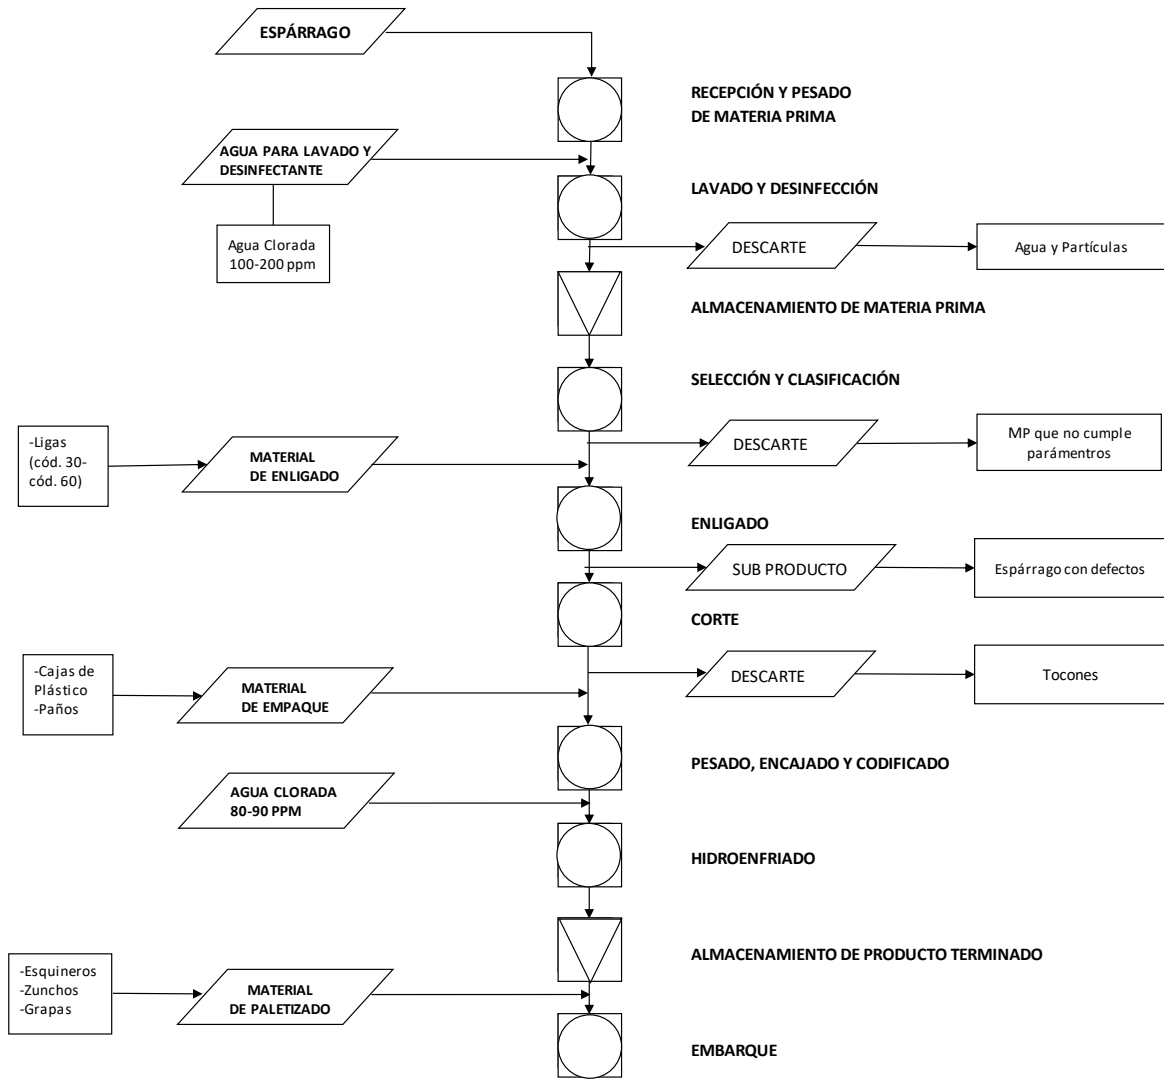 ESPÁRRAGO
RECEPCIÓN Y PESADO
DE MATERIA PRIMA
AGUA PARA LAVADO Y
DESINFECTANTE
LAVADO Y DESINFECCIÓN
Agua Clorada
100-200 ppm
DESCARTE
Agua y Partículas
ALMACENAMIENTO DE MATERIA PRIMA
SELECCIÓN Y CLASIFICACIÓN
-Ligas
(cód. 30-
cód. 60)
MATERIAL
DE ENLIGADO
DESCARTE
MP que no cumple
parámentros
ENLIGADO
SUB PRODUCTO
Espárrago con defectos
CORTE
-Cajas de
Plástico
-Paños
MATERIAL
DE EMPAQUE
DESCARTE
Tocones
PESADO, ENCAJADO Y CODIFICADO
AGUA CLORADA
80-90 PPM
HIDROENFRIADO
ALMACENAMIENTO DE PRODUCTO TERMINADO
-Esquineros
-Zunchos
-Grapas
MATERIAL
DE PALETIZADO
EMBARQUE